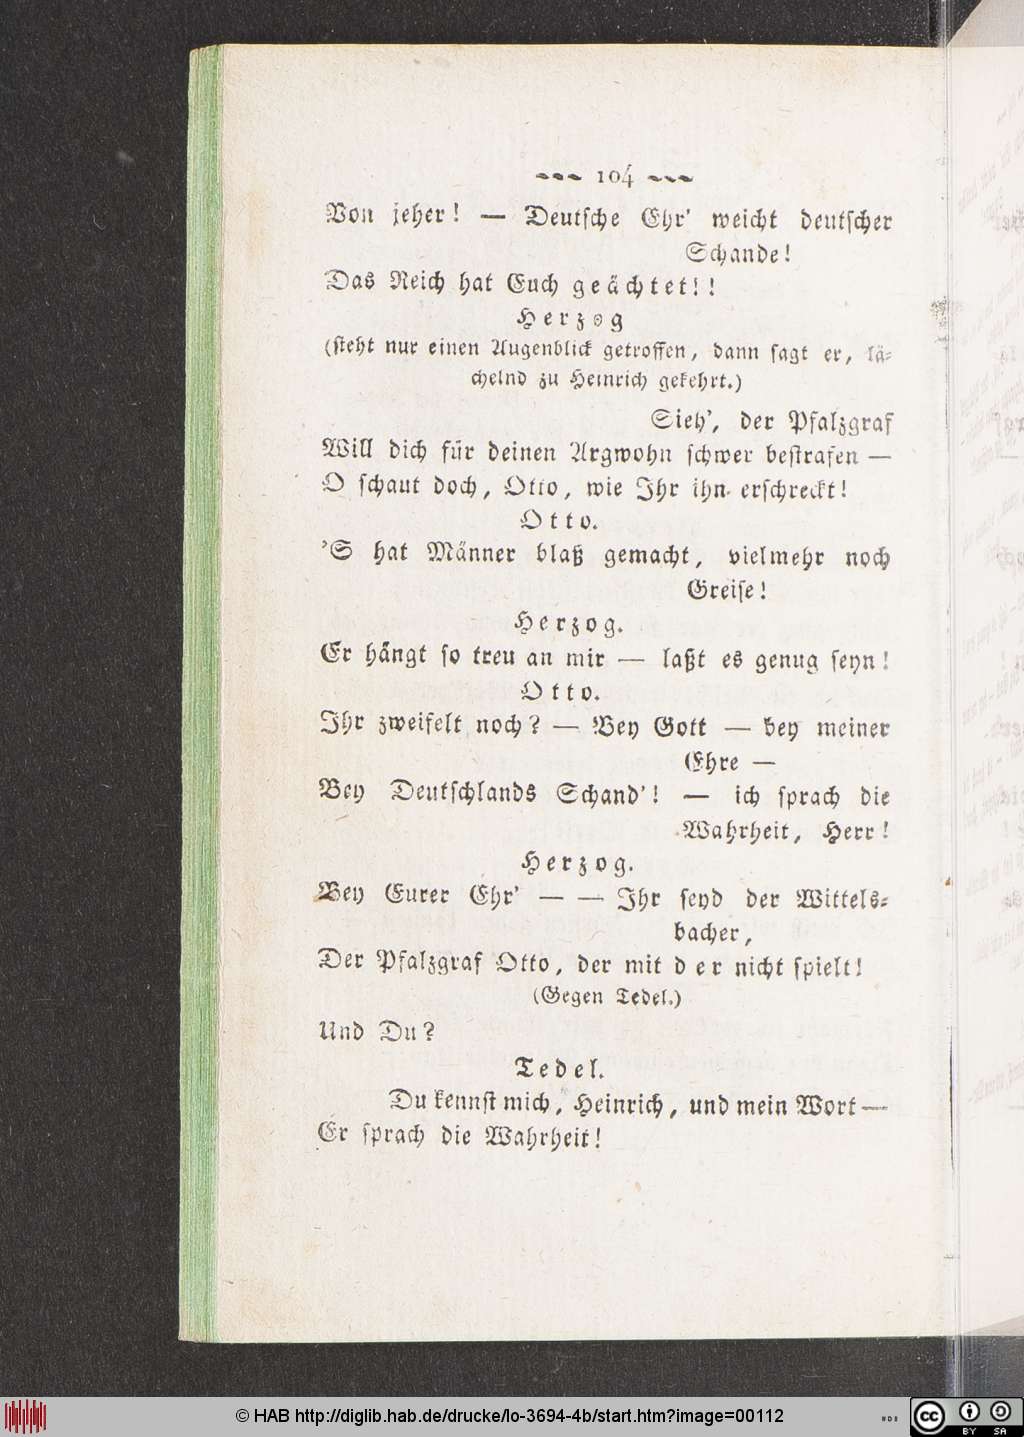 104
Von jeher! — Deutsche Ehr' weicht deutscher
Schande!
Das Reich hat Euch geächtet!!
Herzog
(steht nur einen Augenblick getroffen, dann sagt er, lä-
chelnd zu Heinrich gekehrt.)
Sieh', der Pfalzgraf
Will dich für deinen Argwohn schwer bestrafen —
O schaut doch, Otto, wie Ihr ihn erschreckt!
Otto.
'S hat Männer blaß gemacht, vielmehr noch
Greise!
Herzog.
Er hängt so treu an mir — laßt es genug seyn!
Otto.
Ihr zweifelt noch? — Bey Gott — bey meiner
Ehre —
Bey Deutschlands Schand'! — ich sprach die
Wahrheit, Herr!
Herzog.
Bey Eurer Ehr' — — Ihr seyd der Wittels-
bacher,
Der Pfalzgraf Otto, der mit der nicht spielt!
(Gegen Tedel.)
Und Du?
Tedel.
Du kennst mich, Heinrich, und mein Wort —
Er sprach die Wahrheit!
© HAB http://diglib.hab.de/drucke/lo-3694-4b/start.htm?image=00112
CC BY SA